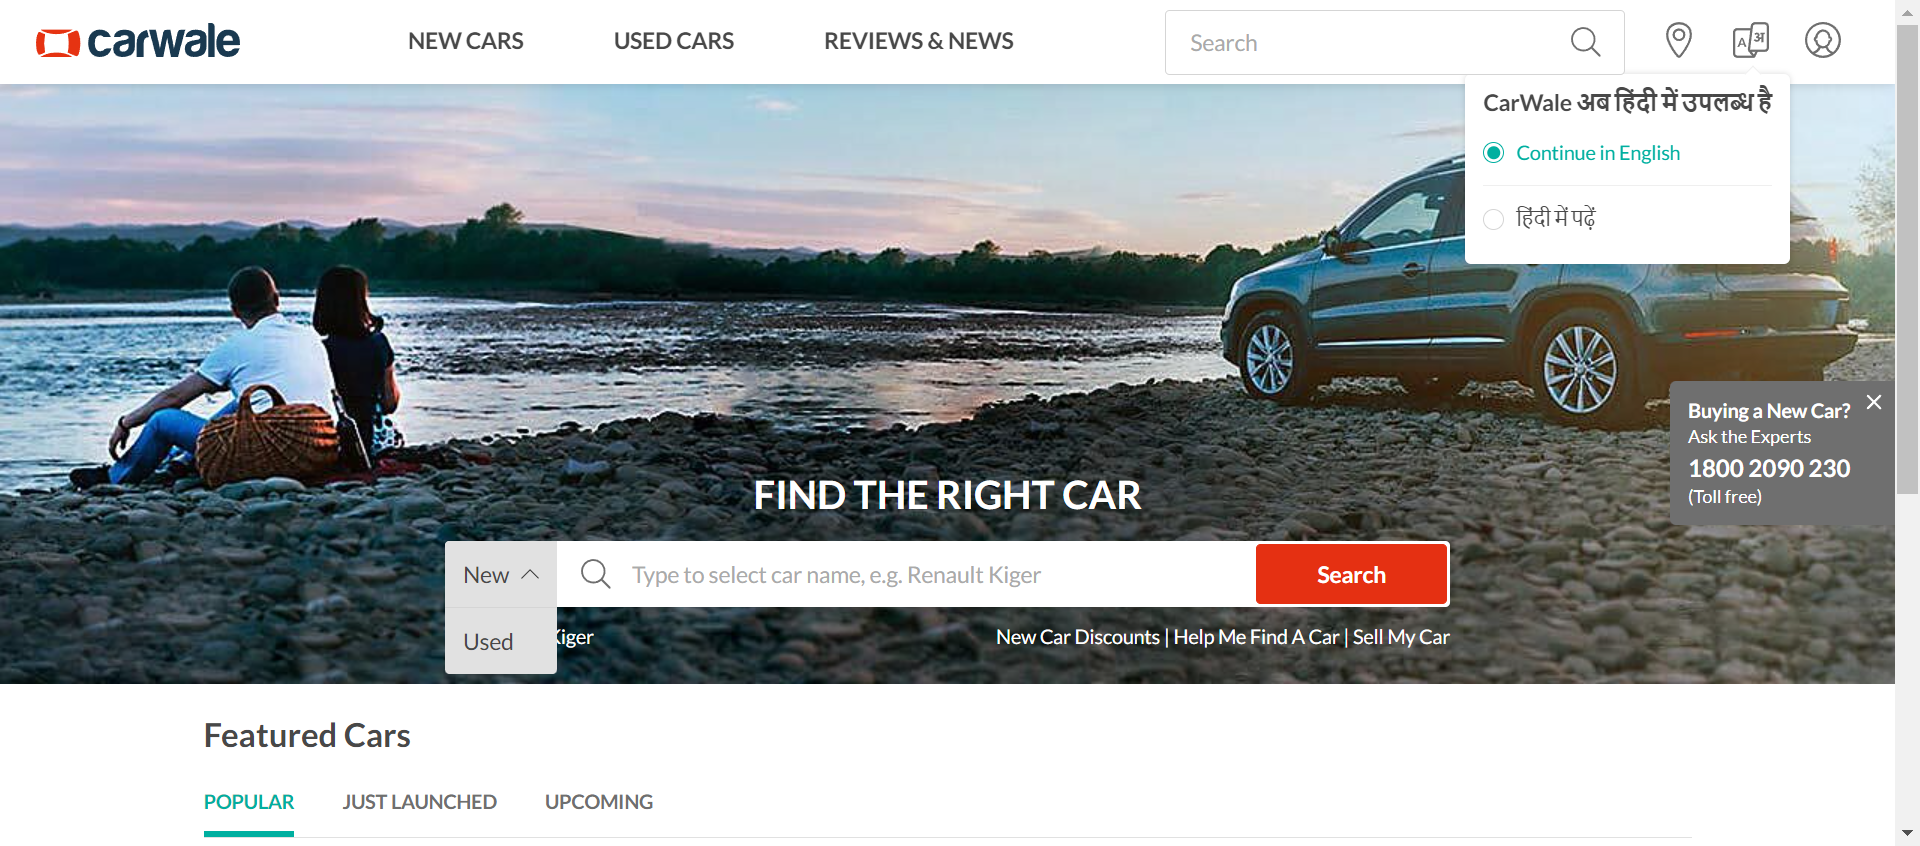 carwale
NEW CARS
USED CARS
REVIEWS & NEWS
Search
A अ
CarWale अब हिंदी में उपलब्ध है
Continue in English
हिंदी में पढ़ें
Buying a New Car?
Ask the Experts
1800 2090 230
(Toll free)
FIND THE RIGHT CAR
New
Type to select car name, e.g. Renault Kiger
Search
Used
Kiger
New Car Discounts | Help Me Find A Car | Sell My Car
Featured Cars
POPULAR
JUST LAUNCHED
UPCOMING